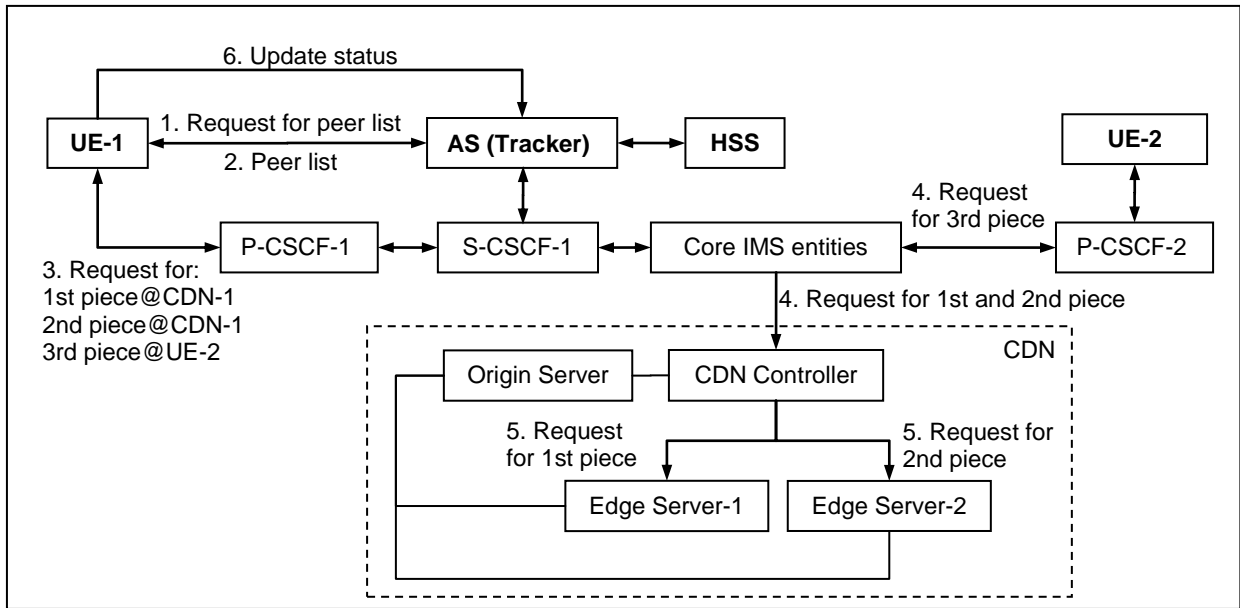 6. Update status
1. Request for peer list
UE-1
AS (Tracker)
HSS
UE-2
2. Peer list
4. Request
for 3rd piece
P-CSCF-1
S-CSCF-1
Core IMS entities
P-CSCF-2
3. Request for:
1st piece@CDN-1
2nd piece@CDN-1
3rd piece@UE-2
4. Request for 1st and 2nd piece
CDN
Origin Server
CDN Controller
5. Request
for 1st piece
5. Request for
2nd piece
Edge Server-1
Edge Server-2